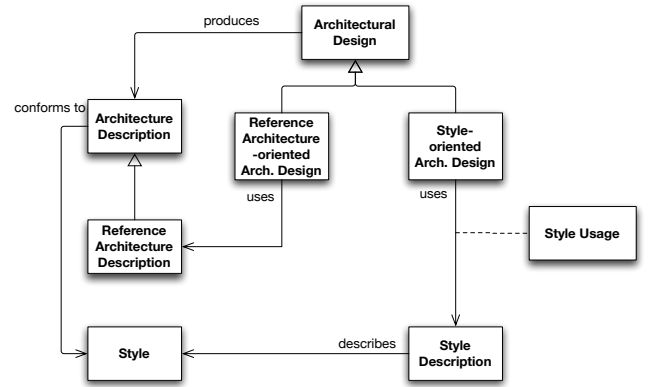 produces
Architectural
Design
conforms to
Architecture
Description
Reference
Architecture
-oriented
Arch. Design
Style-
oriented
Arch. Design
uses
uses
Reference
Architecture
Description
Style Usage
Style
describes
Style
Description